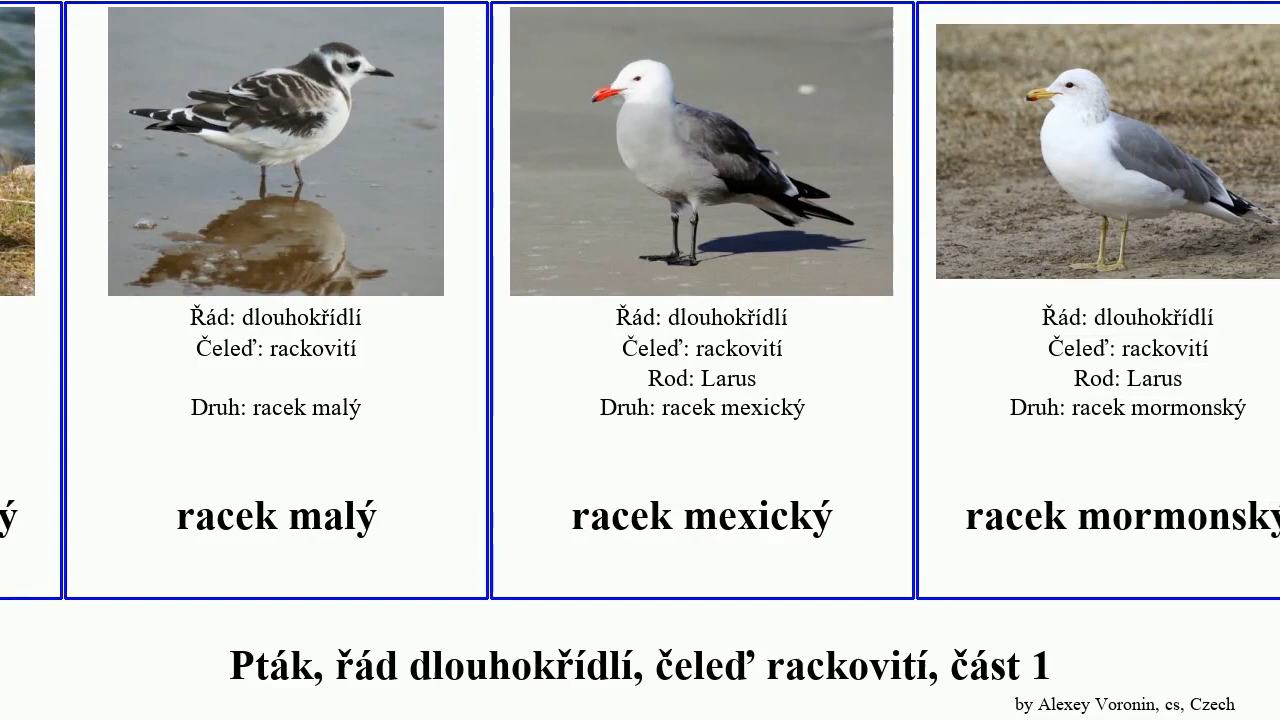 Řád: dlouhokřídlí
Čeleď: rackovití
Druh: racek malý
racek malý
Řád: dlouhokřídlí
Čeleď: rackovití
Rod: Larus
Druh: racek mexický
racek mexický
Řád: dlouhokřídlí
Čeleď: rackovití
Rod: Larus
Druh: racek mormonský
racek mormonský
Pták, řád dlouhokřídlí, čeleď rackovití, část 1
by Alexey Voronin, cs, Czech